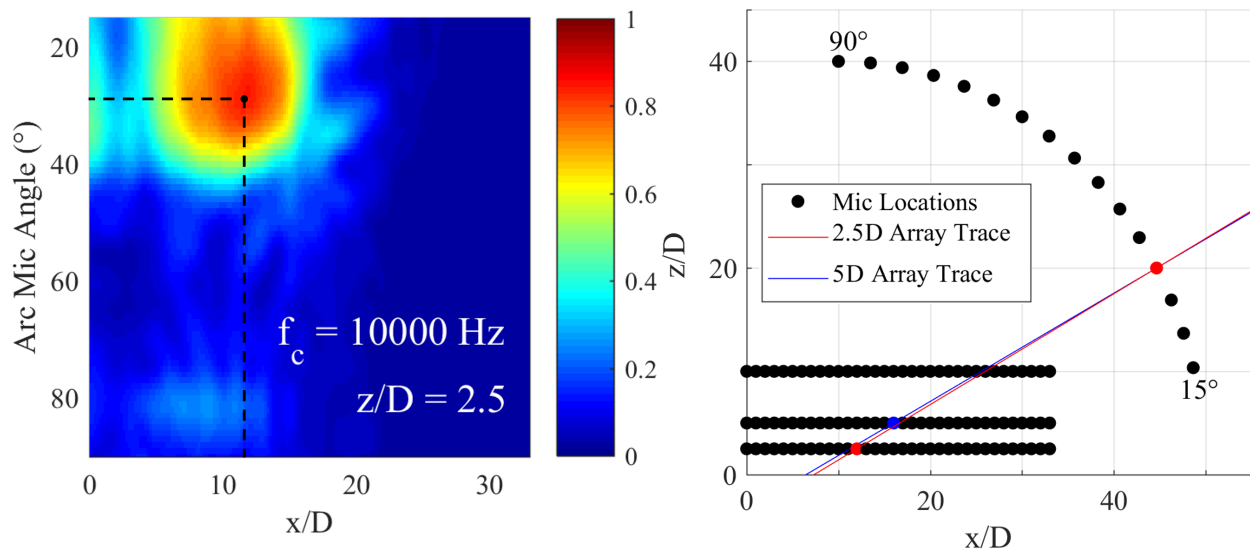 20
40
60
80
Arc Mic Angle (°)
f_c = 10000 Hz
z/D = 2.5
0
10
20
30
x/D
1
0.8
0.6
0.4
0.2
0
z/D
40
20
0
90°
Mic Locations
2.5D Array Trace
5D Array Trace
15°
0
20
40
x/D